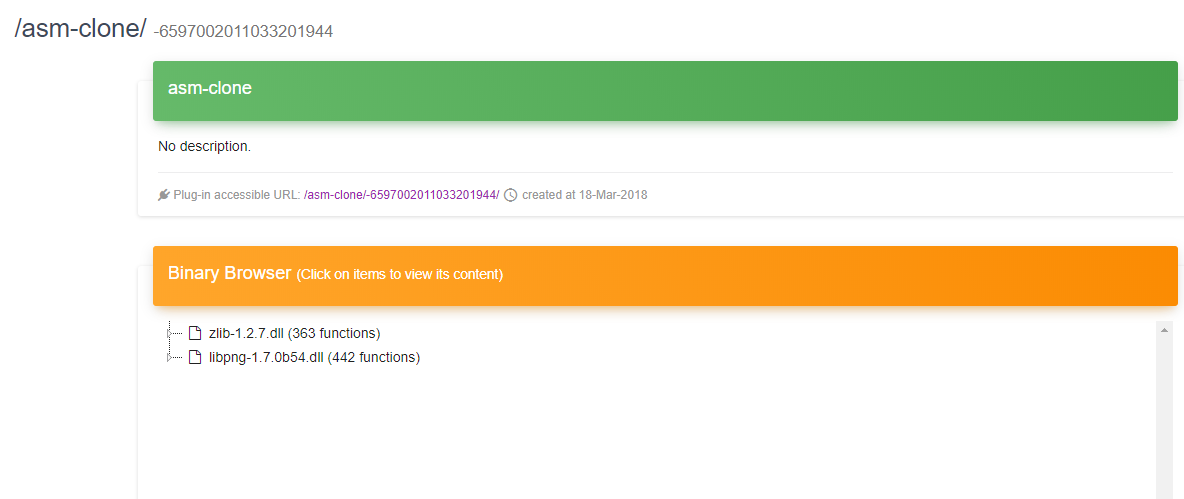 /asm-clone/ -6597002011033201944
asm-clone
No description.
Plug-in accessible URL: /asm-clone/-6597002011033201944/ created at 18-Mar-2018
Binary Browser (Click on items to view its content)
zlib-1.2.7.dll (363 functions)
libpng-1.7.0b54.dll (442 functions)